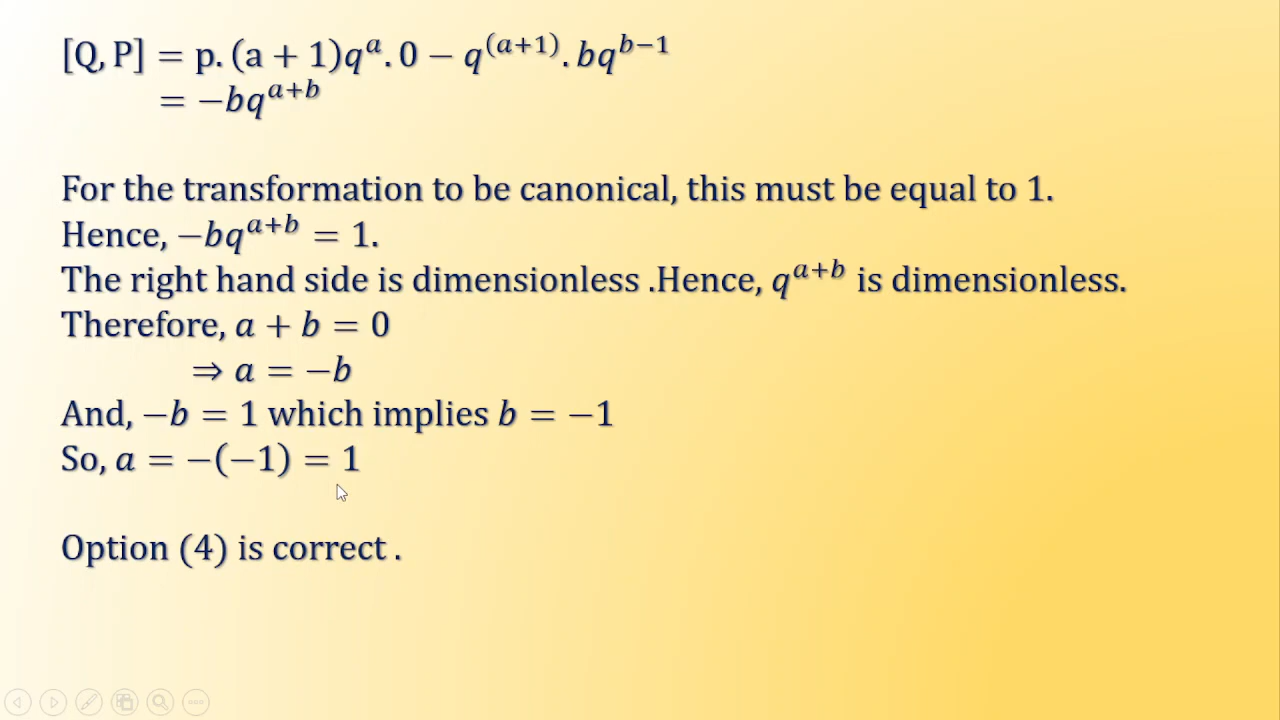 [Q, P] = p. (a + 1)q^a. 0 − q^(a+1). bq^{b−1}
= −bq^{a+b}
For the transformation to be canonical, this must be equal to 1.
Hence, −bq^{a+b} = 1.
The right hand side is dimensionless .Hence, q^{a+b} is dimensionless.
Therefore, a + b = 0
⇒ a = −b
And, −b = 1 which implies b = −1
So, a = −(−1) = 1
Option (4) is correct .